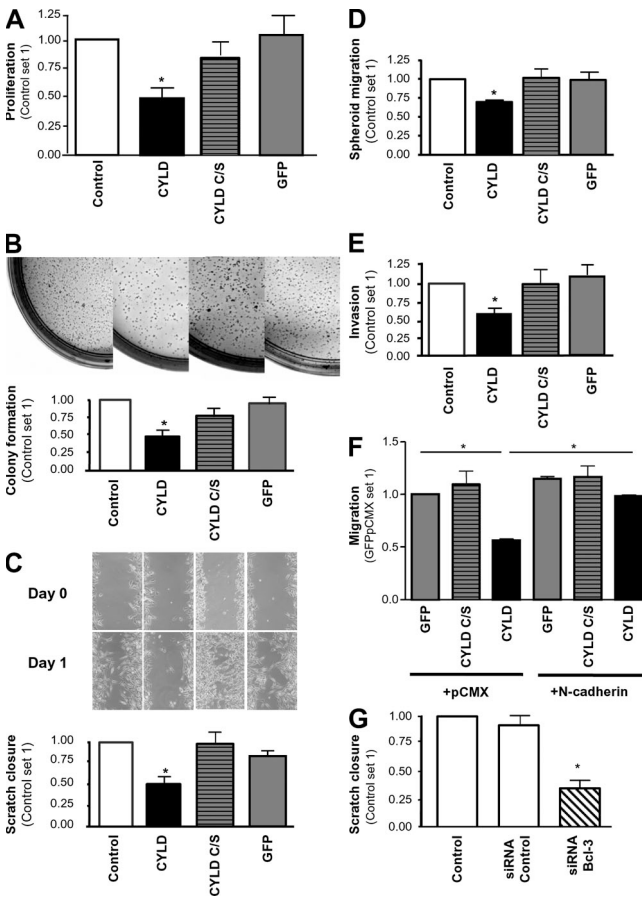 A
Proliferation
(Control set 1)
1.25
1.00
0.75
0.50
0.25
0.00
*
Control
CYLD
CYLD C/S
GFP
B
Colony formation
(Control set 1)
1.00
0.75
0.50
0.25
0.00
*
Control
CYLD
CYLD C/S
GFP
C
Day 0
Day 1
Scratch closure
(Control set 1)
1.00
0.75
0.50
0.25
0.00
*
Control
CYLD
CYLD C/S
GFP
D
Spheroid migration
(Control set 1)
1.25
1.00
0.75
0.50
0.25
0.00
*
Control
CYLD
CYLD C/S
GFP
E
Invasion
(Control set 1)
1.25
1.00
0.75
0.50
0.25
0.00
*
Control
CYLD
CYLD C/S
GFP
F
Migration
(GFPpCMX set 1)
1.5
1.0
0.5
0.0
* *
GFP
CYLD C/S
CYLD
GFP
CYLD C/S
CYLD
+pCMX +N-cadherin
G
Scratch closure
(Control set 1)
1.00
0.75
0.25
0.00
*
Control
siRNA
Control
siRNA
Bcl-3